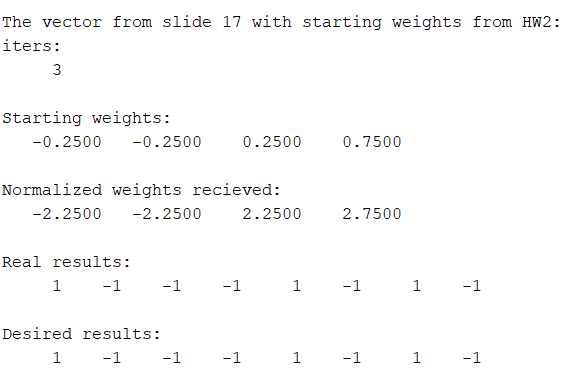 The vector from slide 17 with starting weights from HW2:
iters:
3
Starting weights:
-0.2500 -0.2500 0.2500 0.7500
Normalized weights recieved:
-2.2500 -2.2500 2.2500 2.7500
Real results:
1 -1 -1 -1 1 -1 1 -1
Desired results:
1 -1 -1 -1 1 -1 1 -1